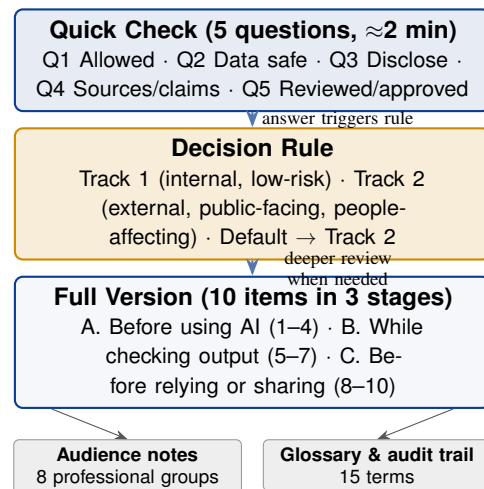 Quick Check (5 questions, ≈2 min)
Q1 Allowed · Q2 Data safe · Q3 Disclose ·
Q4 Sources/claims · Q5 Reviewed/approved
answer triggers rule
Decision Rule
Track 1 (internal, low-risk) · Track 2
(external, public-facing, people-
affecting) · Default → Track 2
deeper review
when needed
Full Version (10 items in 3 stages)
A. Before using AI (1–4) · B. While
checking output (5–7) · C. Be-
fore relying or sharing (8–10)
Audience notes
8 professional groups
Glossary & audit trail
15 terms